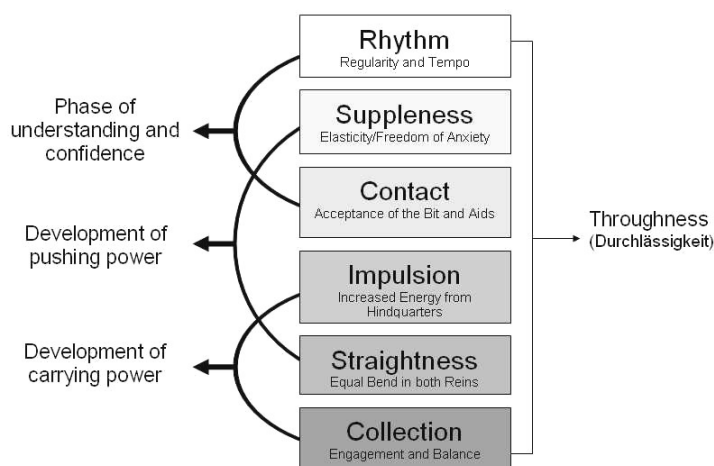 Rhythm
Regularity and Tempo
Suppleness
Elasticity/Freedom of Anxiety
Contact
Acceptance of the Bit and Aids
Impulsion
Increased Energy from
Hindquarters
Straightness
Equal Bend in both Reins
Collection
Engagement and Balance
Phase of
understanding and
confidence
Development of
pushing power
Development of
carrying power
Throughness
(Durchlässigkeit)